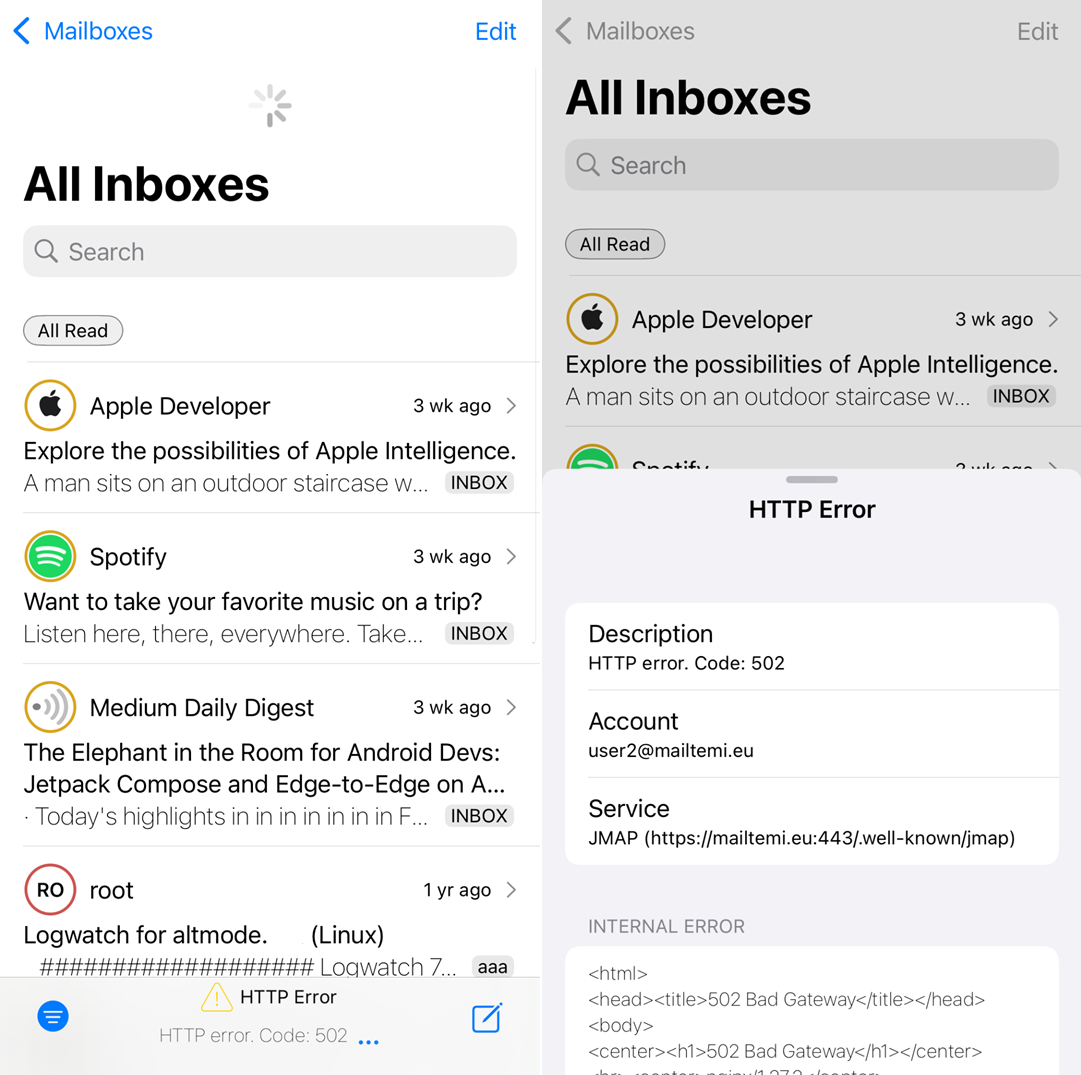 Mailboxes
Edit
All Inboxes
Search
All Read
Apple Developer
3 wk ago
Explore the possibilities of Apple Intelligence.
A man sits on an outdoor staircase w...
INBOX
Spotify
3 wk ago
Want to take your favorite music on a trip?
Listen here, there, everywhere. Take...
INBOX
Medium Daily Digest
3 wk ago
The Elephant in the Room for Android Devs:
Jetpack Compose and Edge-to-Edge on A...
· Today's highlights in in in in in in in F...
INBOX
RO
root
1 yr ago
Logwatch for altmode. (Linux)
################### Logwatch 7...
aaa
HTTP Error
HTTP error. Code: 502 ...
Mailboxes
Edit
All Inboxes
Search
All Read
Apple Developer
3 wk ago
Explore the possibilities of Apple Intelligence.
A man sits on an outdoor staircase w...
INBOX
Spotify
3 wk ago
HTTP Error
Description
HTTP error. Code: 502
Account
user2@mailtemi.eu
Service
JMAP (https://mailtemi.eu:443/.well-known/jmap)
INTERNAL ERROR
<html>
<head><title>502 Bad Gateway</title></head>
<body>
<center><h1>502 Bad Gateway</h1></center>